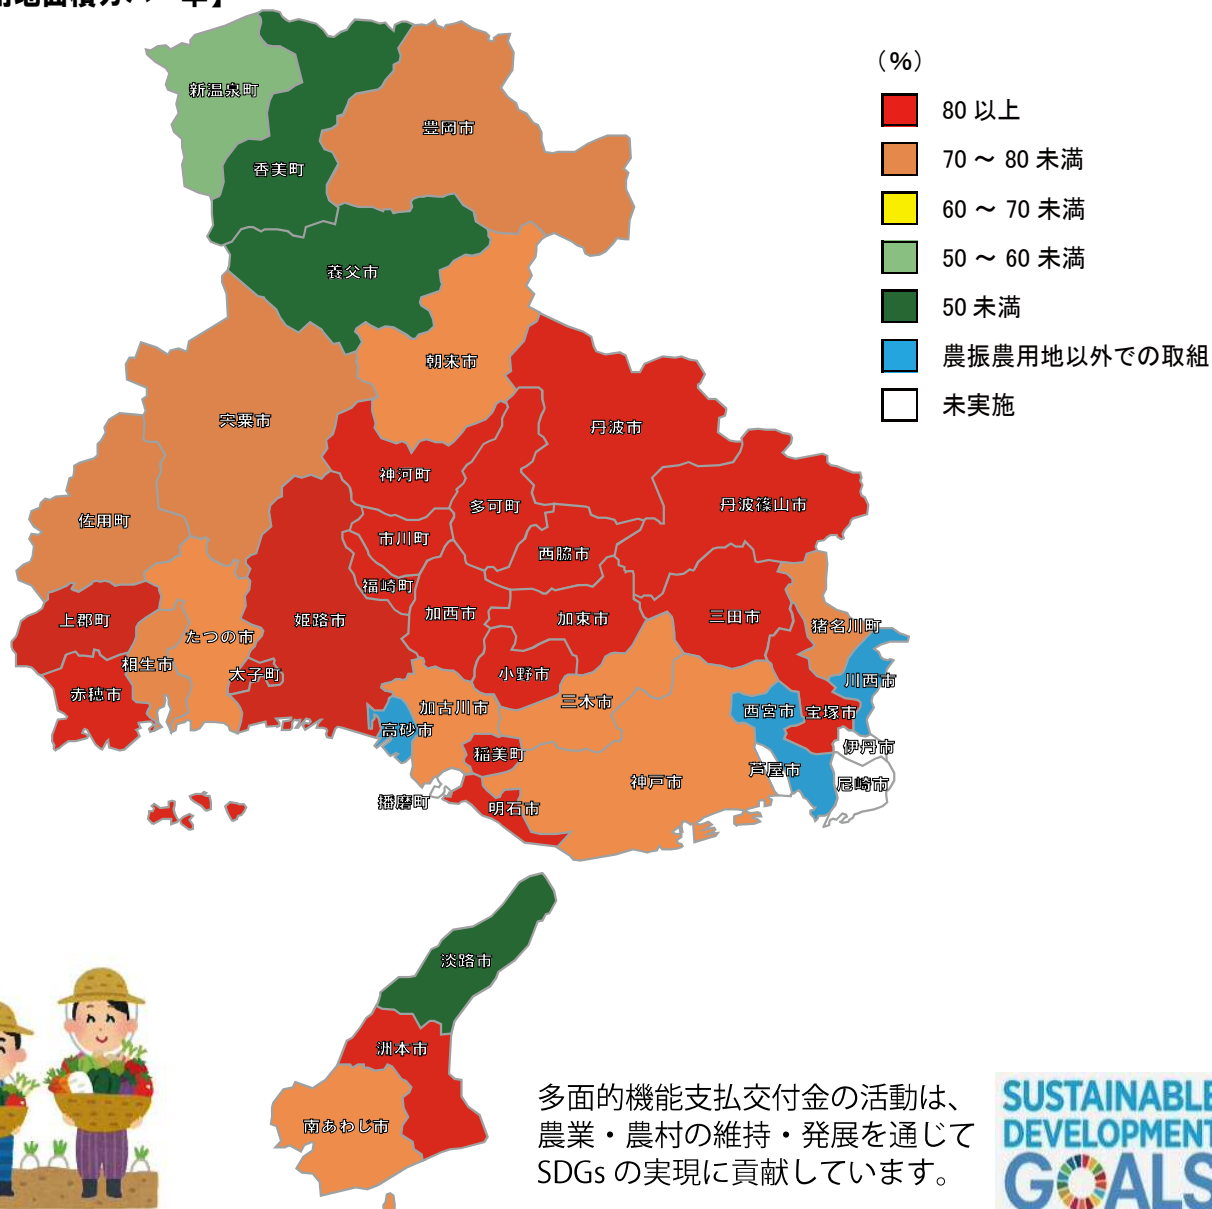 （%）
80 以上
70 ～ 80 未満
60 ～ 70 未満
50 ～ 60 未満
50 未満
農振農用地以外での取組
未実施
新温泉町
香美町
豊岡市
養父市
朝来市
宍粟市
丹波市
神河町
多可町
丹波篠山市
佐用町
市川町
西脇市
福崎町
加西市
加東市
三田市
上郡町
姫路市
猪名川町
たつの市
相生市
太子町
小野市
川西市
赤穂市
三木市
加古川市
西宮市
宝塚市
高砂市
伊丹市
稲美町
芦屋市
神戸市
尼崎市
播磨町
明石市
淡路市
洲本市
南あわじ市
多面的機能支払交付金の活動は、
農業・農村の維持・発展を通じて
SDGs の実現に貢献しています。
SUSTAINABLE
DEVELOPMENT
GOALS